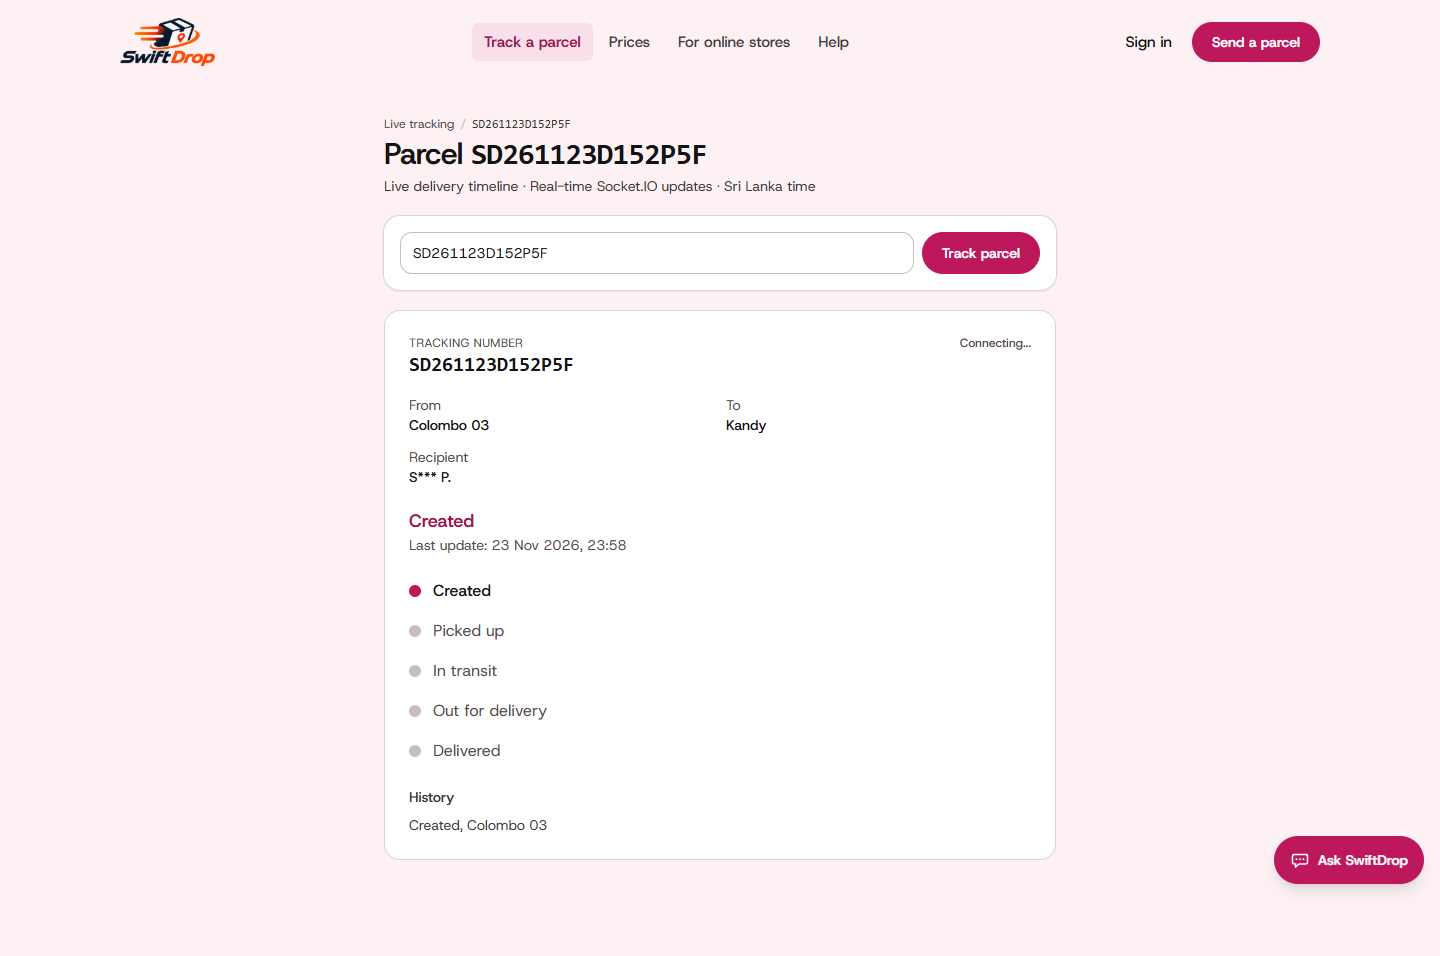 SwiftDrop
Track a parcel
Prices
For online stores
Help
Sign in
Send a parcel
Live tracking / SD261123D152P5F
Parcel SD261123D152P5F
Live delivery timeline · Real-time Socket.IO updates · Sri Lanka time
SD261123D152P5F
Track parcel
TRACKING NUMBER
Connecting...
SD261123D152P5F
From
Colombo 03
To
Kandy
Recipient
S*** P.
Created
Last update: 23 Nov 2026, 23:58
Created
Picked up
In transit
Out for delivery
Delivered
History
Created, Colombo 03
Ask SwiftDrop